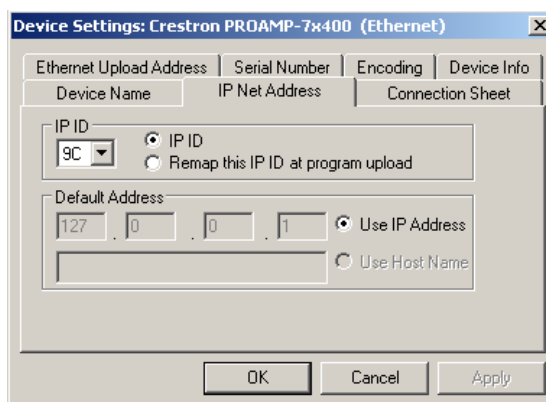 Device Settings: Crestron PROAMP-7x400 (Ethernet)
Ethernet Upload Address Serial Number Encoding Device Info
Device Name IP Net Address Connection Sheet
IP ID
9C IP ID
Remap this IP ID at program upload
Default Address
127 . 0 . 0 . 1 Use IP Address
Use Host Name
OK Cancel Apply